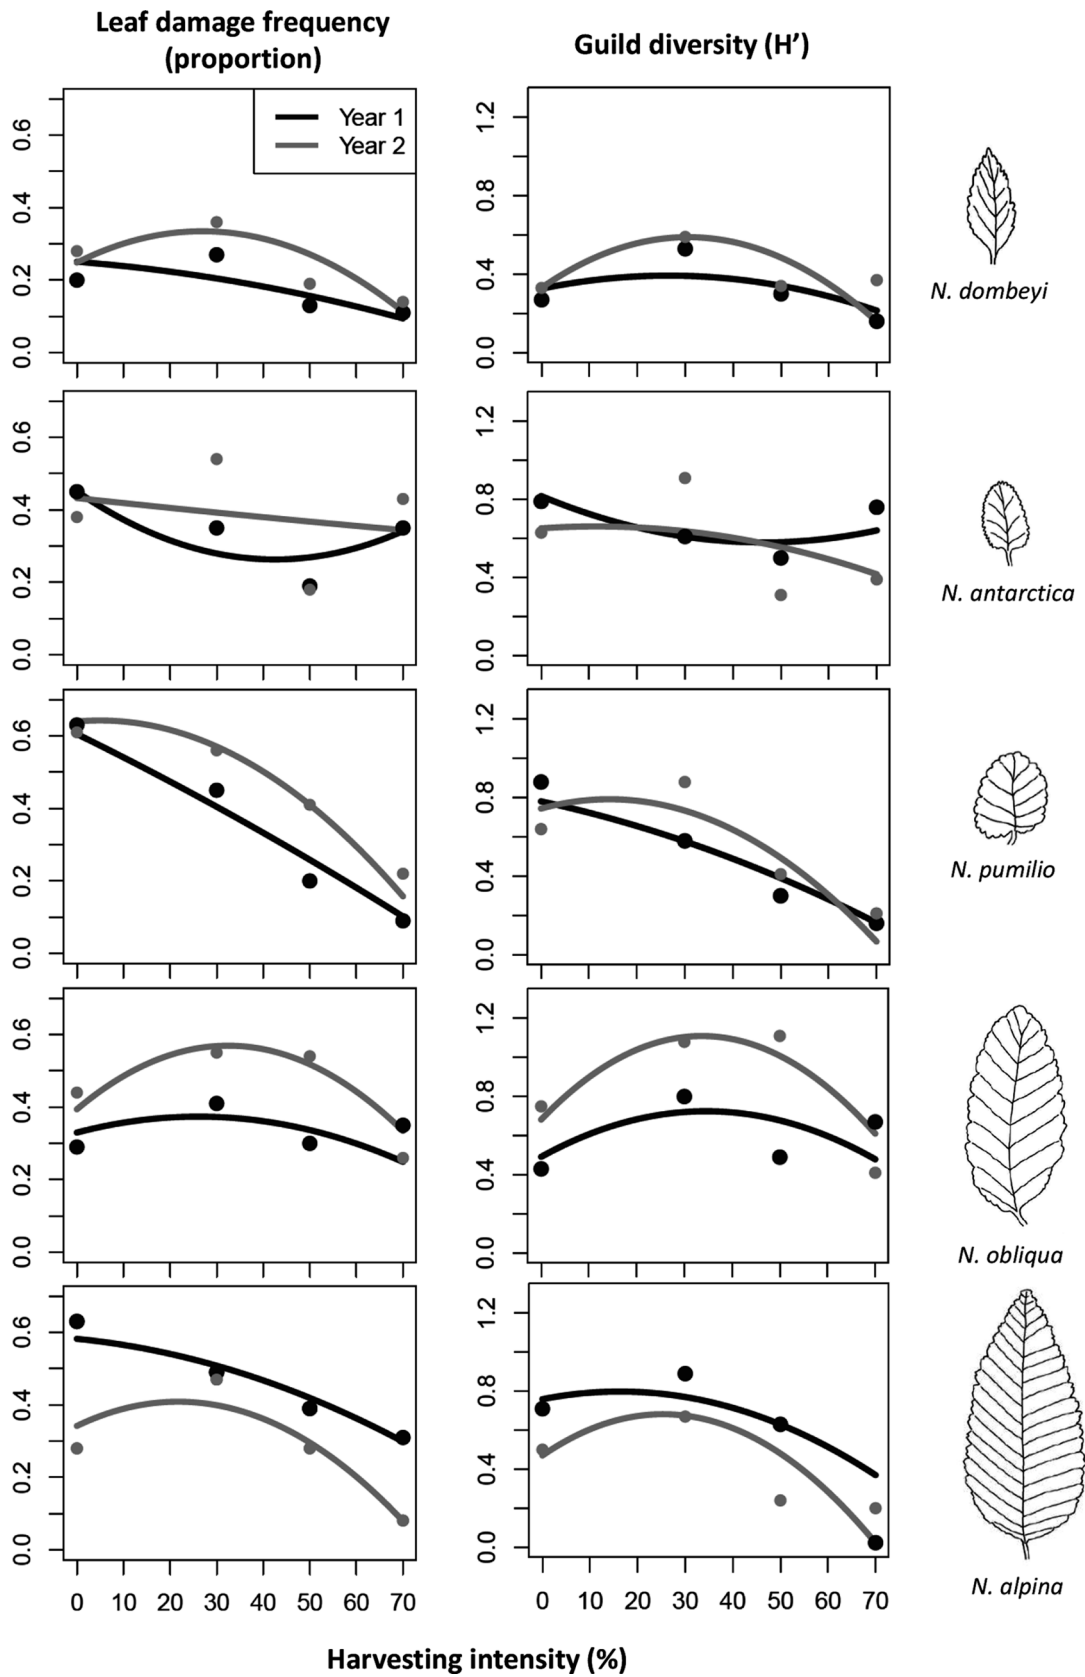 Leaf damage frequency
(proportion)
Guild diversity (H’)
Year 1
Year 2
0.0 0.2 0.4 0.6
0.0 0.4 0.8 1.2
N. dombeyi
0.0 0.2 0.4 0.6
0.0 0.4 0.8 1.2
N. antarctica
0.0 0.2 0.4 0.6
0.0 0.4 0.8 1.2
N. pumilio
0.0 0.2 0.4 0.6
0.0 0.4 0.8 1.2
N. obliqua
0.0 0.2 0.4 0.6
0.0 0.4 0.8 1.2
N. alpina
0 10 20 30 40 50 60 70
0 10 20 30 40 50 60 70
Harvesting intensity (%)